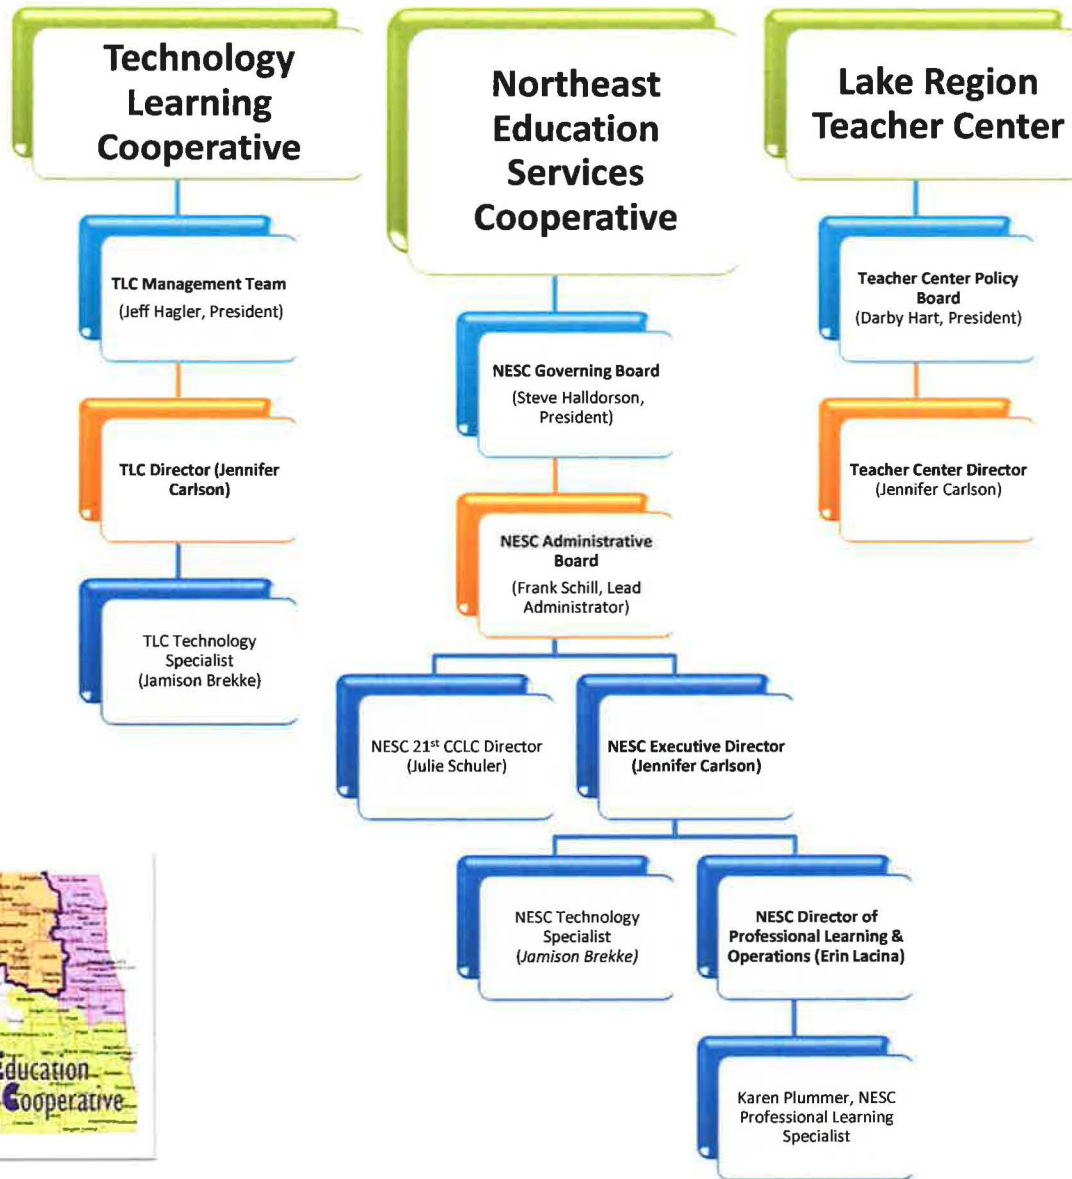 Technology
Learning
Cooperative
TLC Management Team
(Jeff Hagler, President)
TLC Director (Jennifer
Carlson)
TLC Technology
Specialist
(Jamison Brekke)
Northeast
Education
Services
Cooperative
NESC Governing Board
(Steve Halldorson,
President)
NESC Administrative
Board
(Frank Schill, Lead
Administrator)
NESC 21st CCLC Director
(Julie Schuler)
NESC Executive Director
(Jennifer Carlson)
NESC Technology
Specialist
(Jamison Brekke)
NESC Director of
Professional Learning &
Operations (Erin Lacina)
Karen Plummer, NESC
Professional Learning
Specialist
Lake Region
Teacher Center
Teacher Center Policy
Board
(Darby Hart, President)
Teacher Center Director
(Jennifer Carlson)
Education
Cooperative